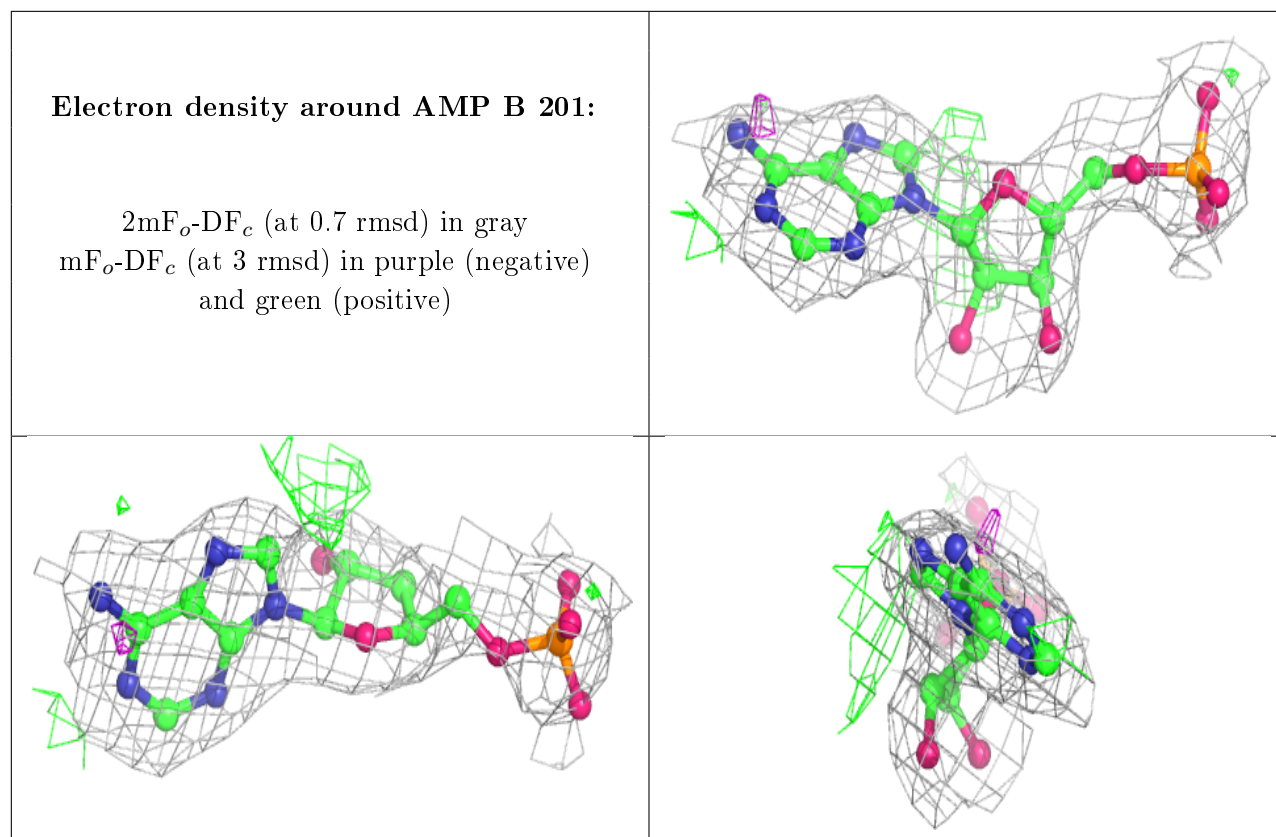 Electron density around AMP B 201:
2mFₒ-DF𝒸 (at 0.7 rmsd) in gray
mFₒ-DF𝒸 (at 3 rmsd) in purple (negative)
and green (positive)